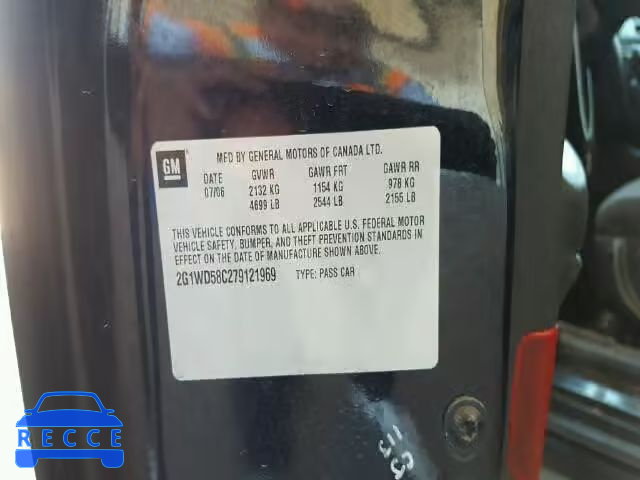 GM
MFD BY GENERAL MOTORS OF CANADA LTD.
DATE GVWR GAWR FRT GAWR RR
07/06 2132 KG 1154 KG 978 KG
4699 LB 2544 LB 2155 LB
THIS VEHICLE CONFORMS TO ALL APPLICABLE U.S. FEDERAL MOTOR
VEHICLE SAFETY, BUMPER, AND THEFT PREVENTION STANDARDS IN
EFFECT ON THE DATE OF MANUFACTURE SHOWN ABOVE.
2G1WD58C279121969 TYPE: PASS CAR
RECCE